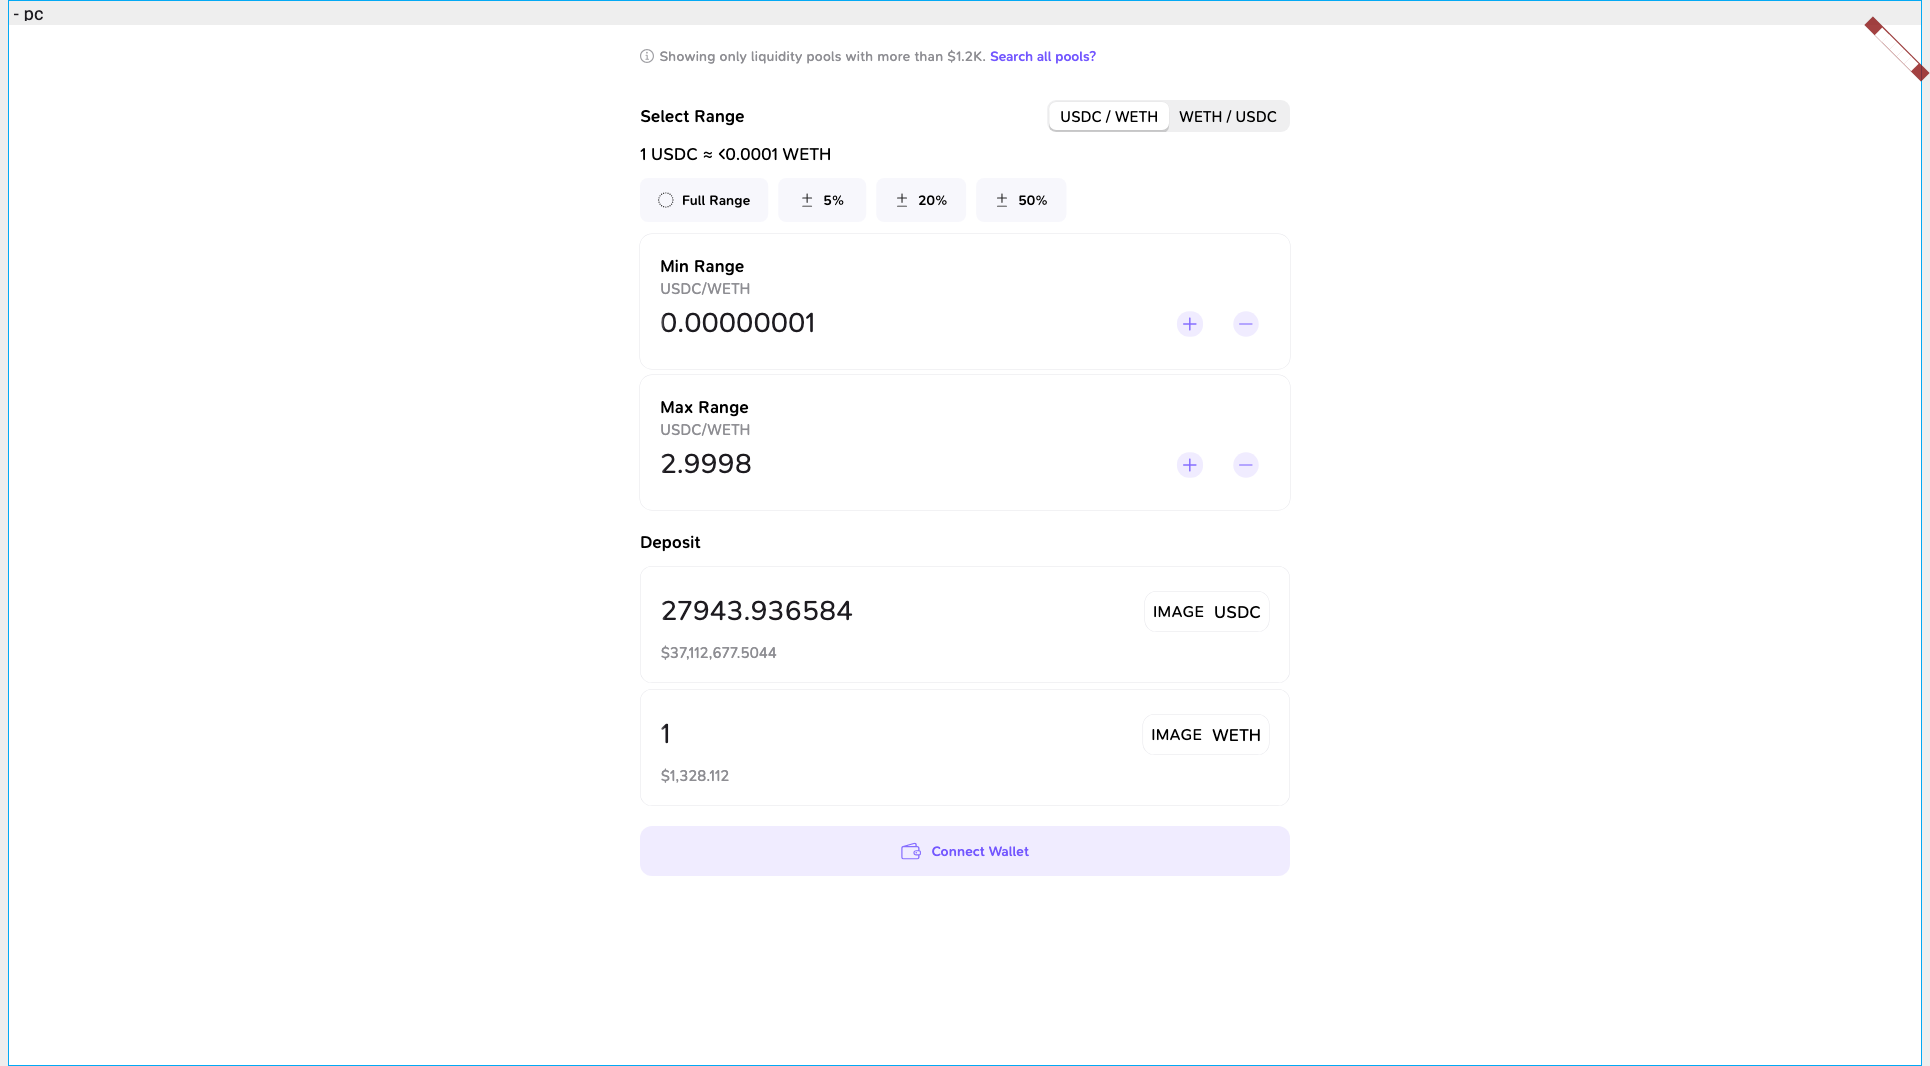 - pc
Showing only liquidity pools with more than $1.2K. Search all pools?
Select Range
USDC / WETH WETH / USDC
1 USDC ≈ <0.0001 WETH
Full Range ± 5% ± 20% ± 50%
Min Range
USDC/WETH
0.00000001
Max Range
USDC/WETH
2.9998
Deposit
27943.936584
IMAGE USDC
$37,112,677.5044
1
IMAGE WETH
$1,328.112
Connect Wallet